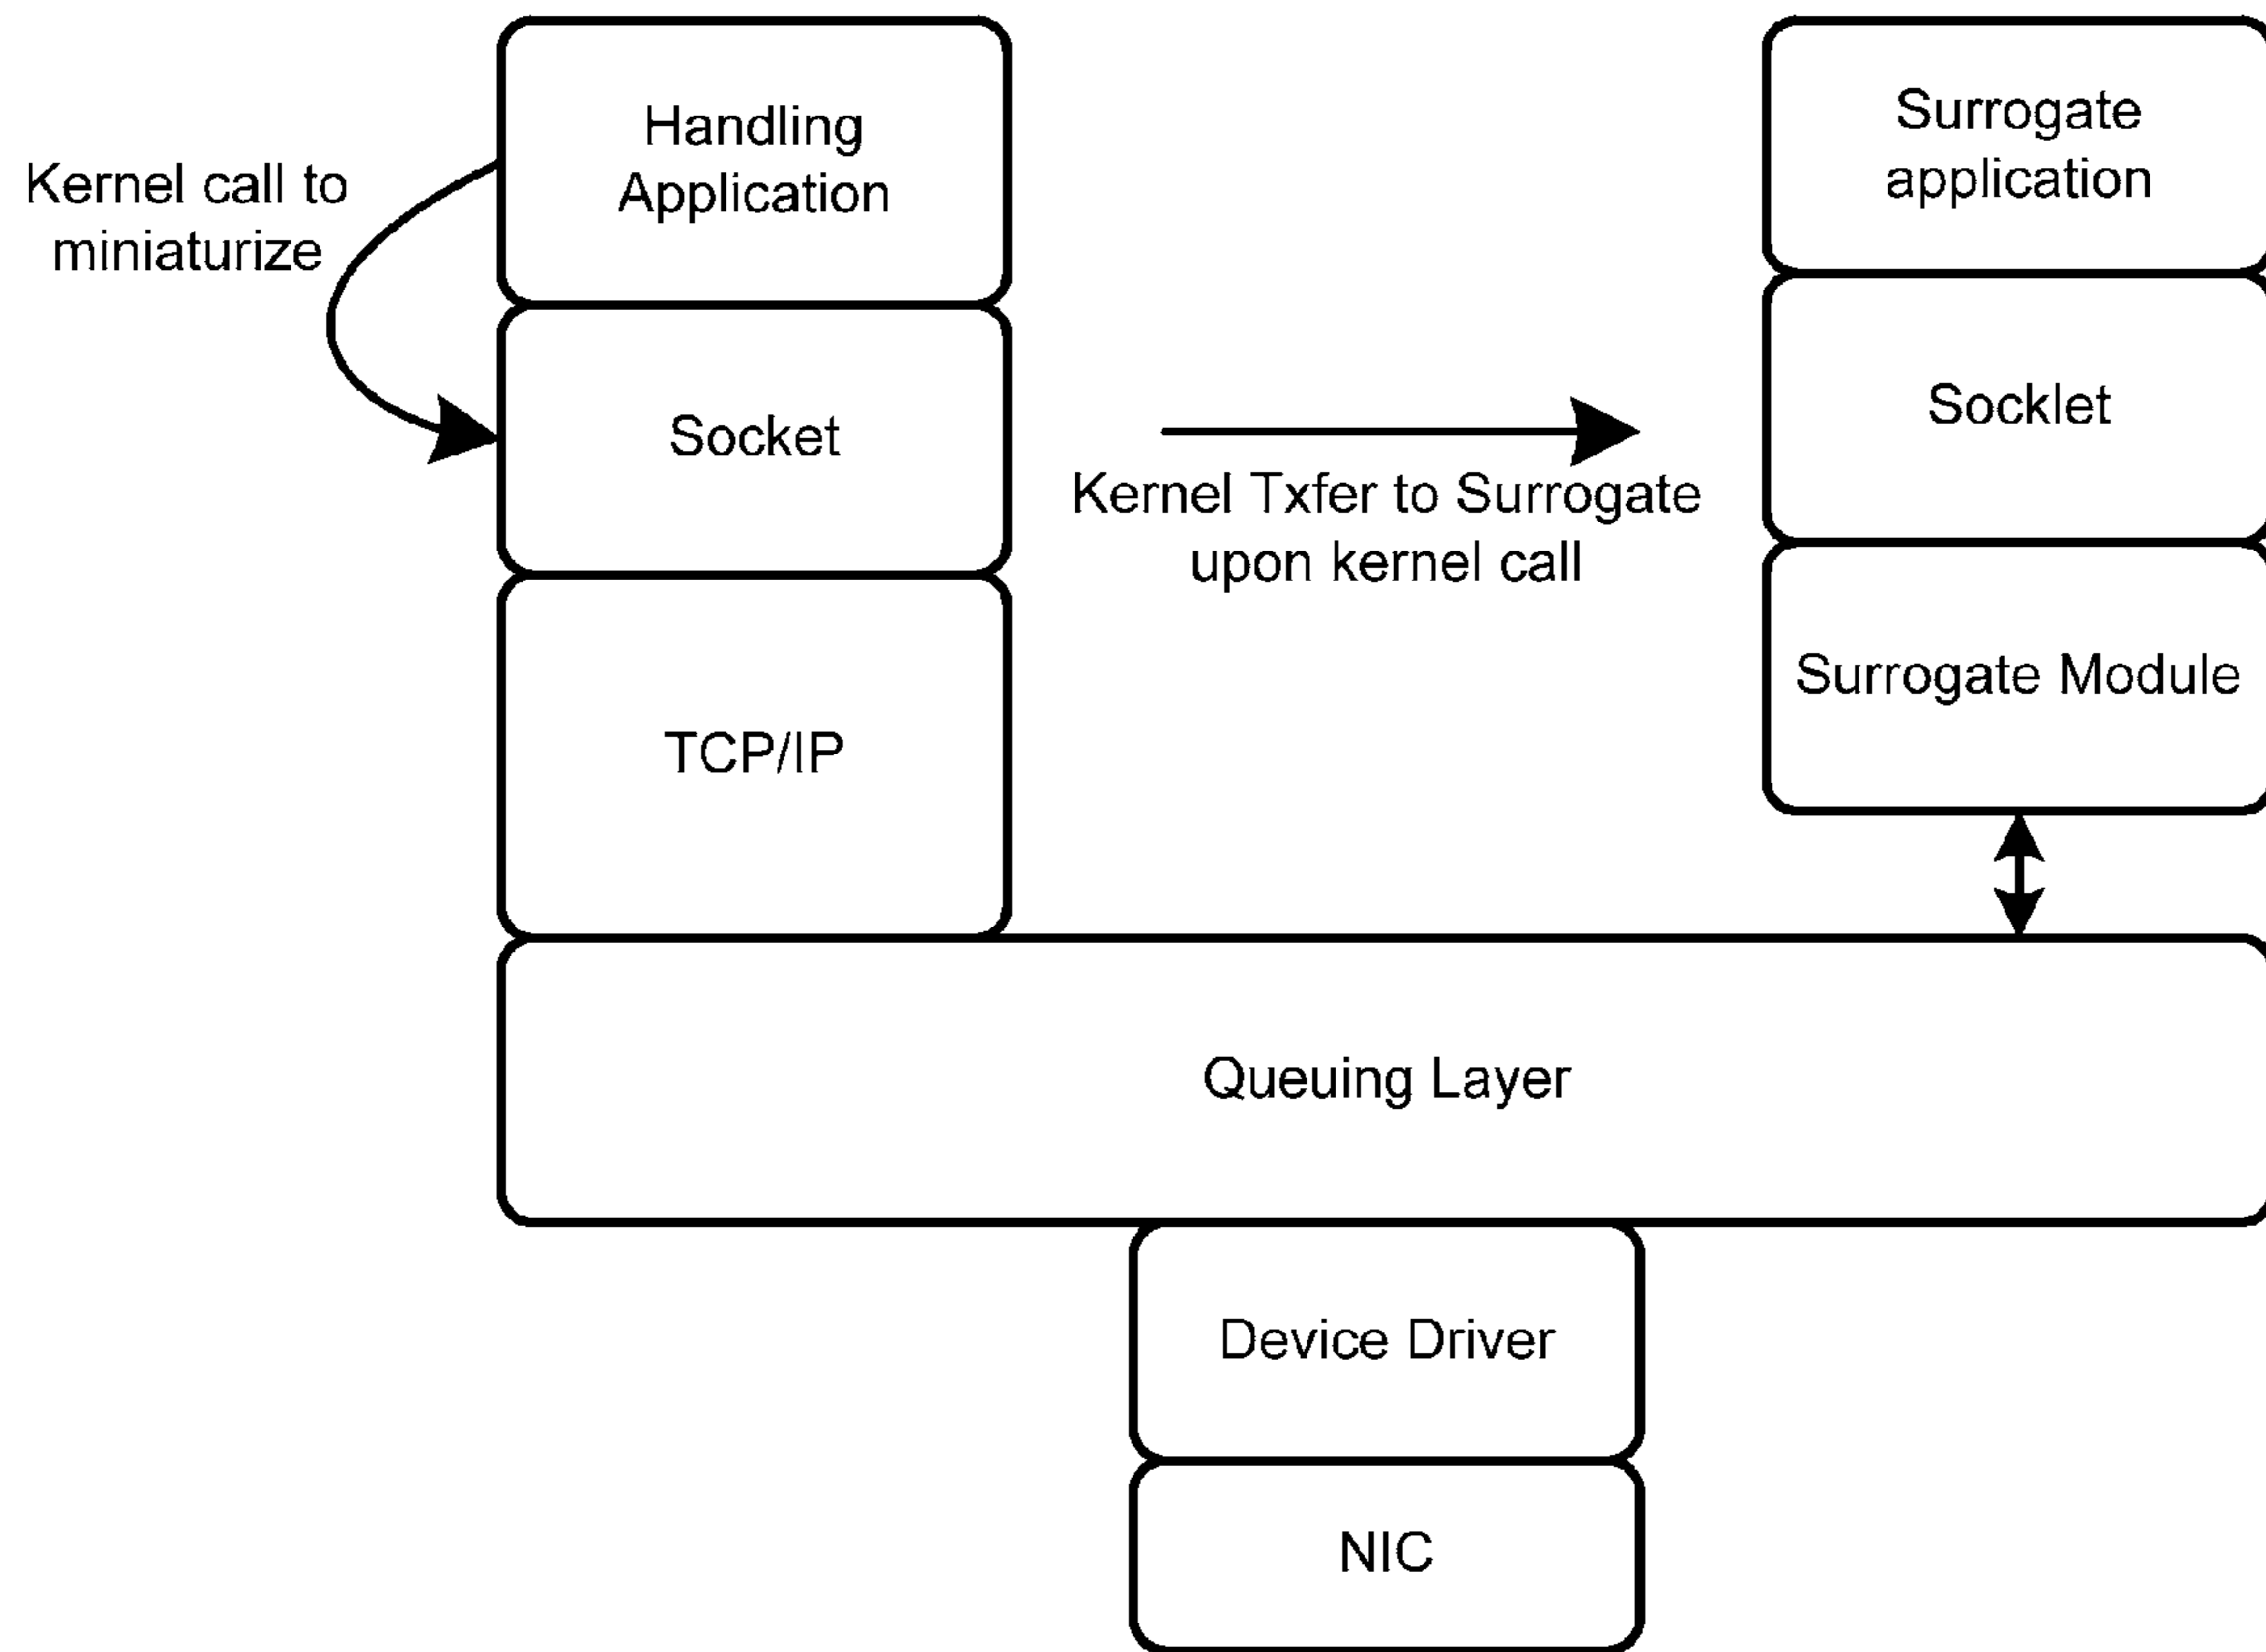 Handling
Application
Surrogate
application
Kernel call to
miniaturize
Socket
Socklet
Kernel Txfer to Surrogate
upon kernel call
Surrogate Module
TCP/IP
Queuing Layer
Device Driver
NIC